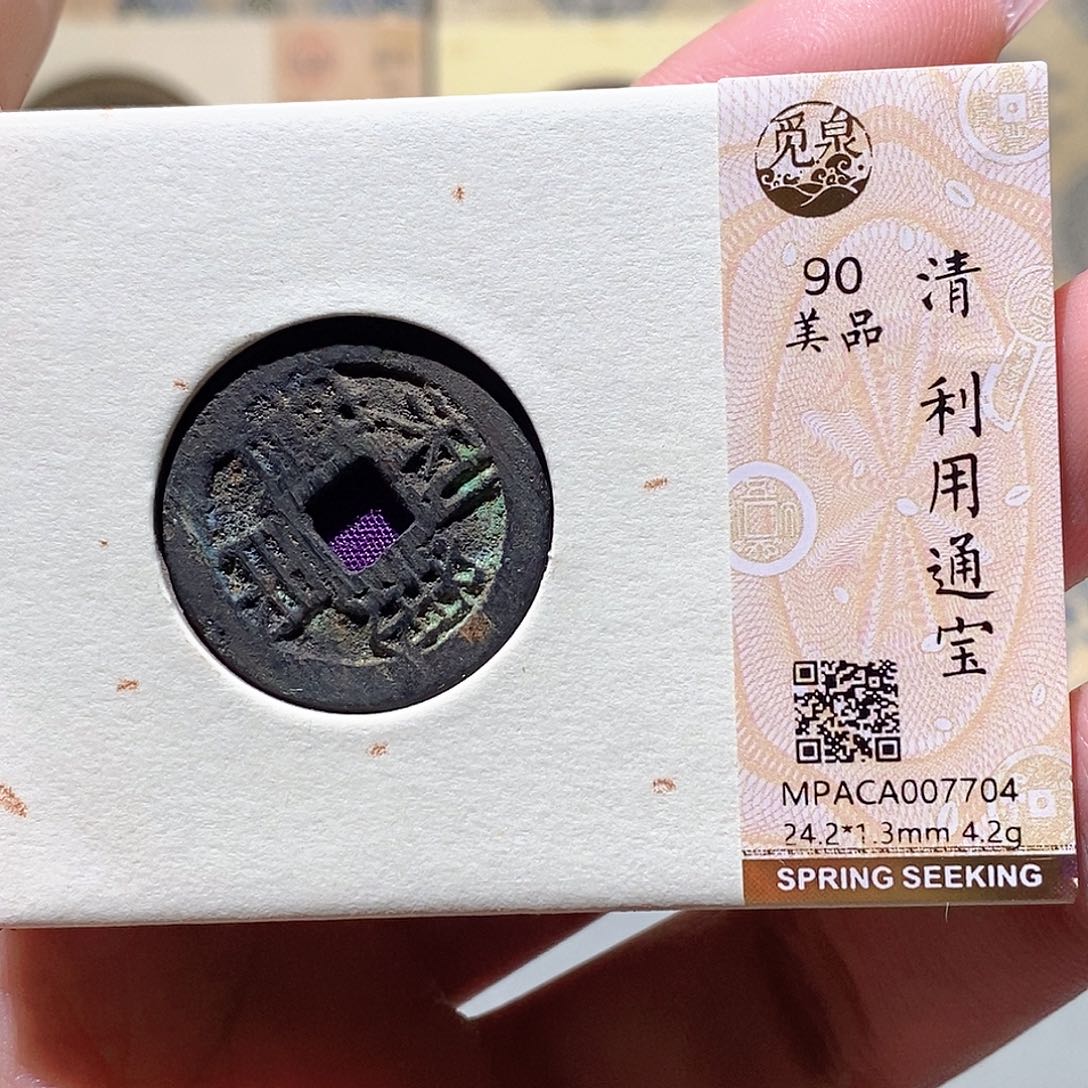 觅泉
90
美品
清 利用通宝
MPACA007704
24.2*1.3mm 4.2g
SPRING SEEKING